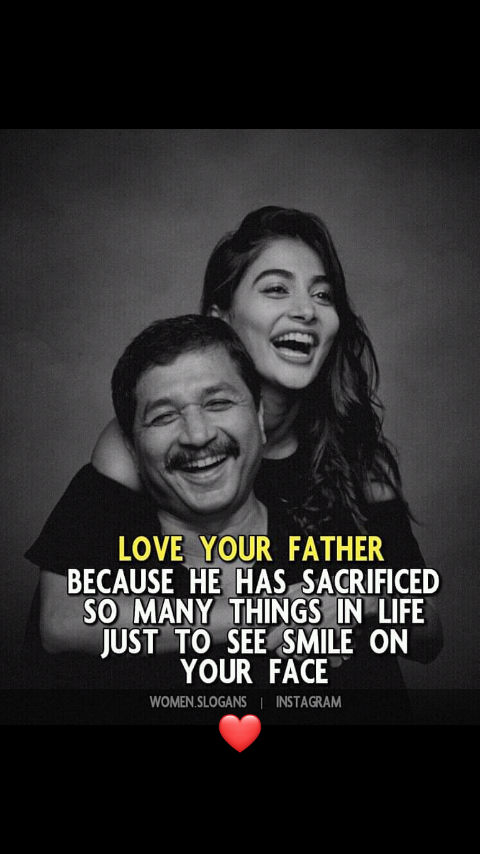 LOVE YOUR FATHER
BECAUSE HE HAS SACRIFICED
SO MANY THINGS IN LIFE
JUST TO SEE SMILE ON
YOUR FACE
WOMEN.SLOGANS | INSTAGRAM